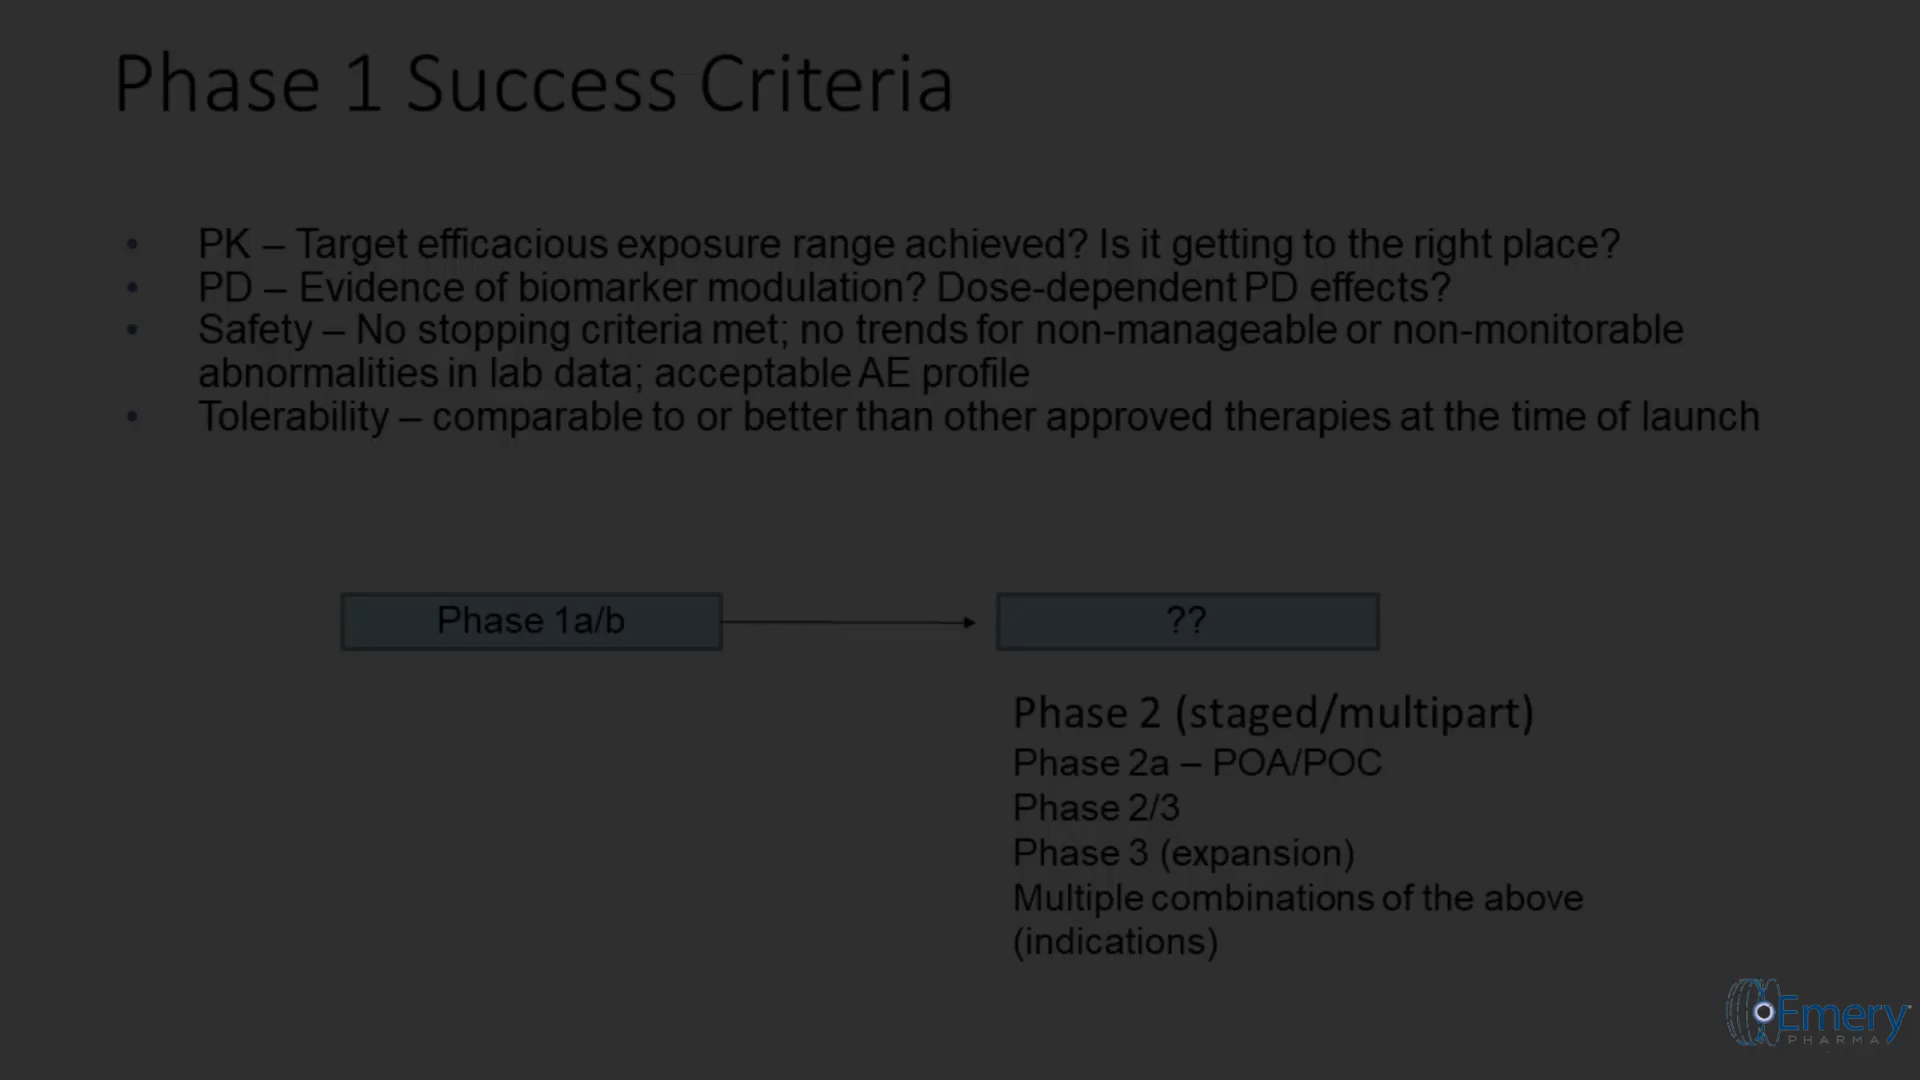 Phase 1 Success Criteria
• PK – Target efficacious exposure range achieved? Is it getting to the right place?
• PD – Evidence of biomarker modulation? Dose-dependent PD effects?
• Safety – No stopping criteria met; no trends for non-manageable or non-monitorable
abnormalities in lab data; acceptable AE profile
• Tolerability – comparable to or better than other approved therapies at the time of launch
Phase 1a/b
??
Phase 2 (staged/multipart)
Phase 2a – POA/POC
Phase 2/3
Phase 3 (expansion)
Multiple combinations of the above
(indications)
Emery
PHARMA